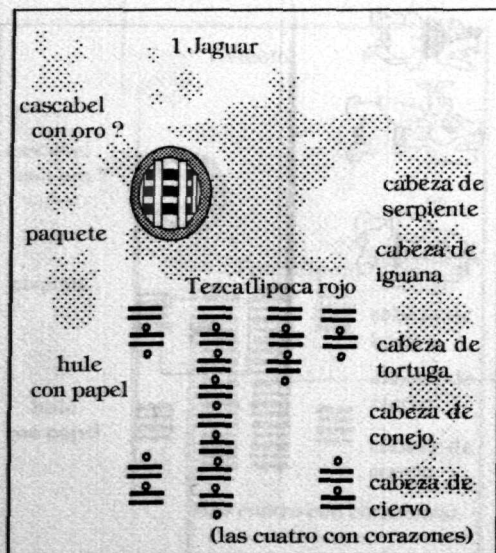 1 Jaguar
cascabel
con oro ?
paquete
hule
con papel
Tezcatlipoca rojo
cabeza de
serpiente
cabeza de
iguana
cabeza de
tortuga
cabeza de
conejo
cabeza de
ciervo
(las cuatro con corazones)